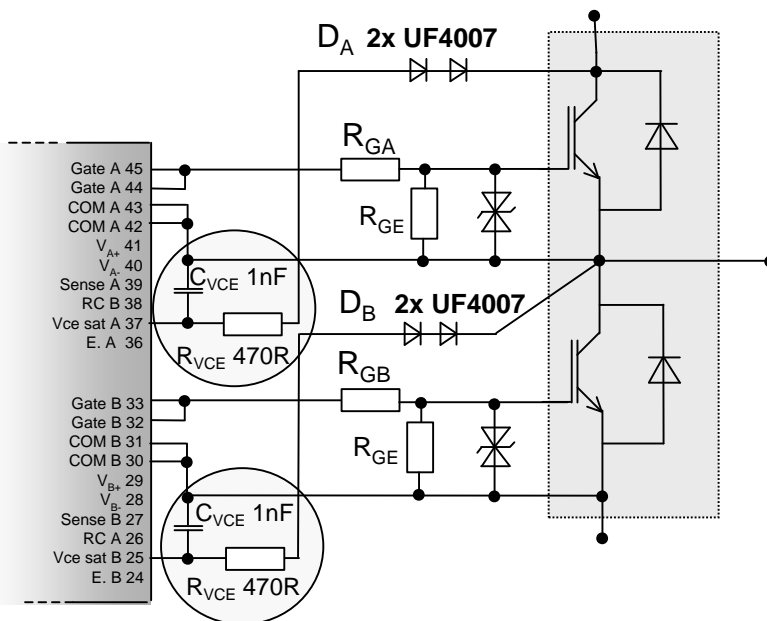 D_A 2x UF4007
R_GA
Gate A 45
Gate A 44
COM A 43
COM A 42
V_A+ 41
V_A- 40
Sense A 39
RC B 38
Vce sat A 37
E. A 36
R_GE
C_VCE 1nF
R_VCE 470R
D_B 2x UF4007
R_GB
Gate B 33
Gate B 32
COM B 31
COM B 30
V_B+ 29
V_B- 28
Sense B 27
RC A 26
Vce sat B 25
E. B 24
R_GE
C_VCE 1nF
R_VCE 470R